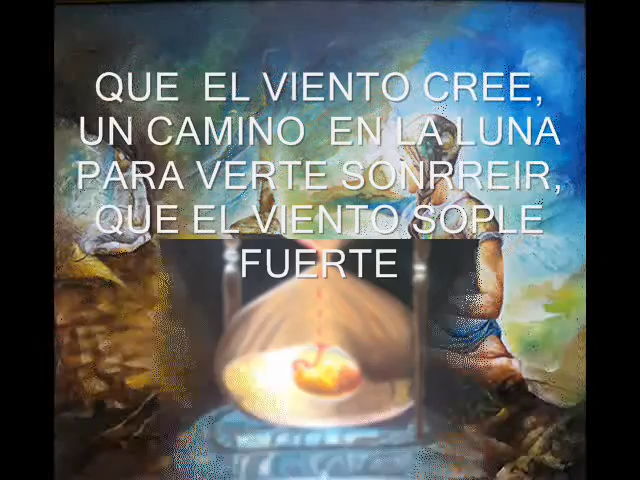 QUE EL VIENTO CREE,
UN CAMINO EN LA LUNA
PARA VERTE SONRREIR,
QUE EL VIENTO SOPLE
FUERTE